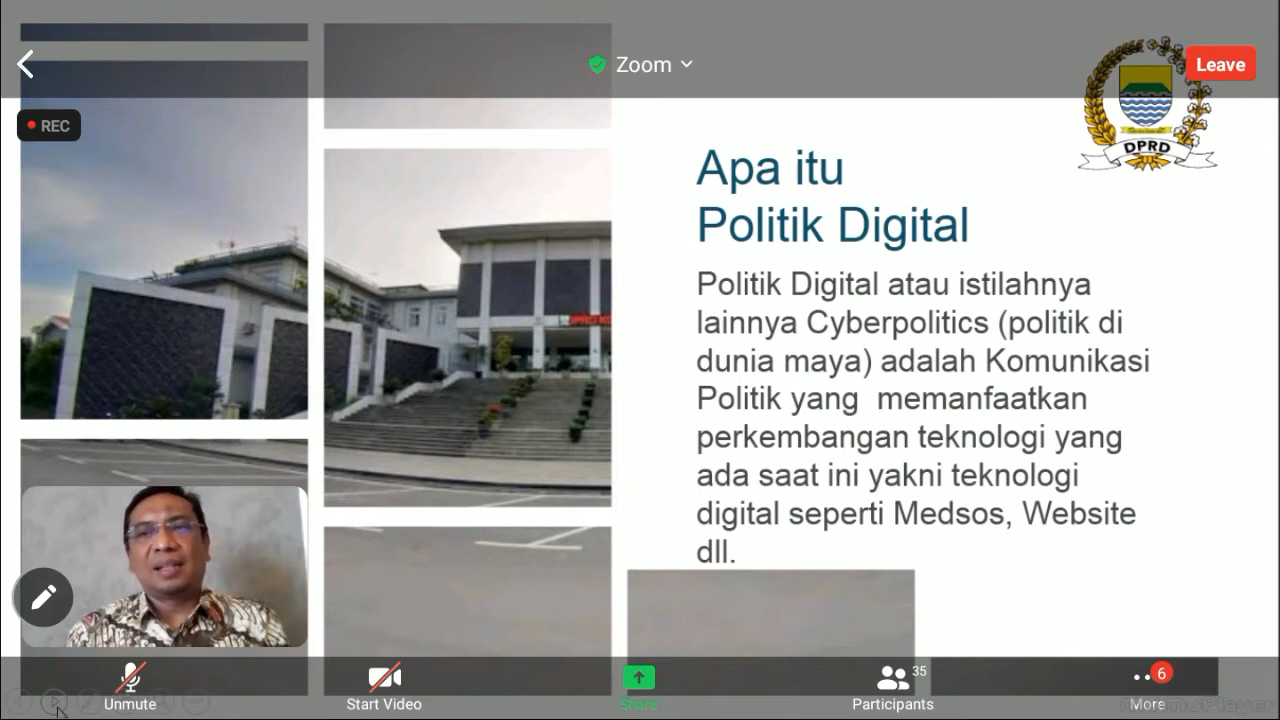 Zoom
Leave
REC
DPRD
Apa itu
Politik Digital
Politik Digital atau istilahnya
lainnya Cyberpolitics (politik di
dunia maya) adalah Komunikasi
Politik yang memanfaatkan
perkembangan teknologi yang
ada saat ini yakni teknologi
digital seperti Medsos, Website
dll.
Unmute
Start Video
Share
Participants
35
More
6